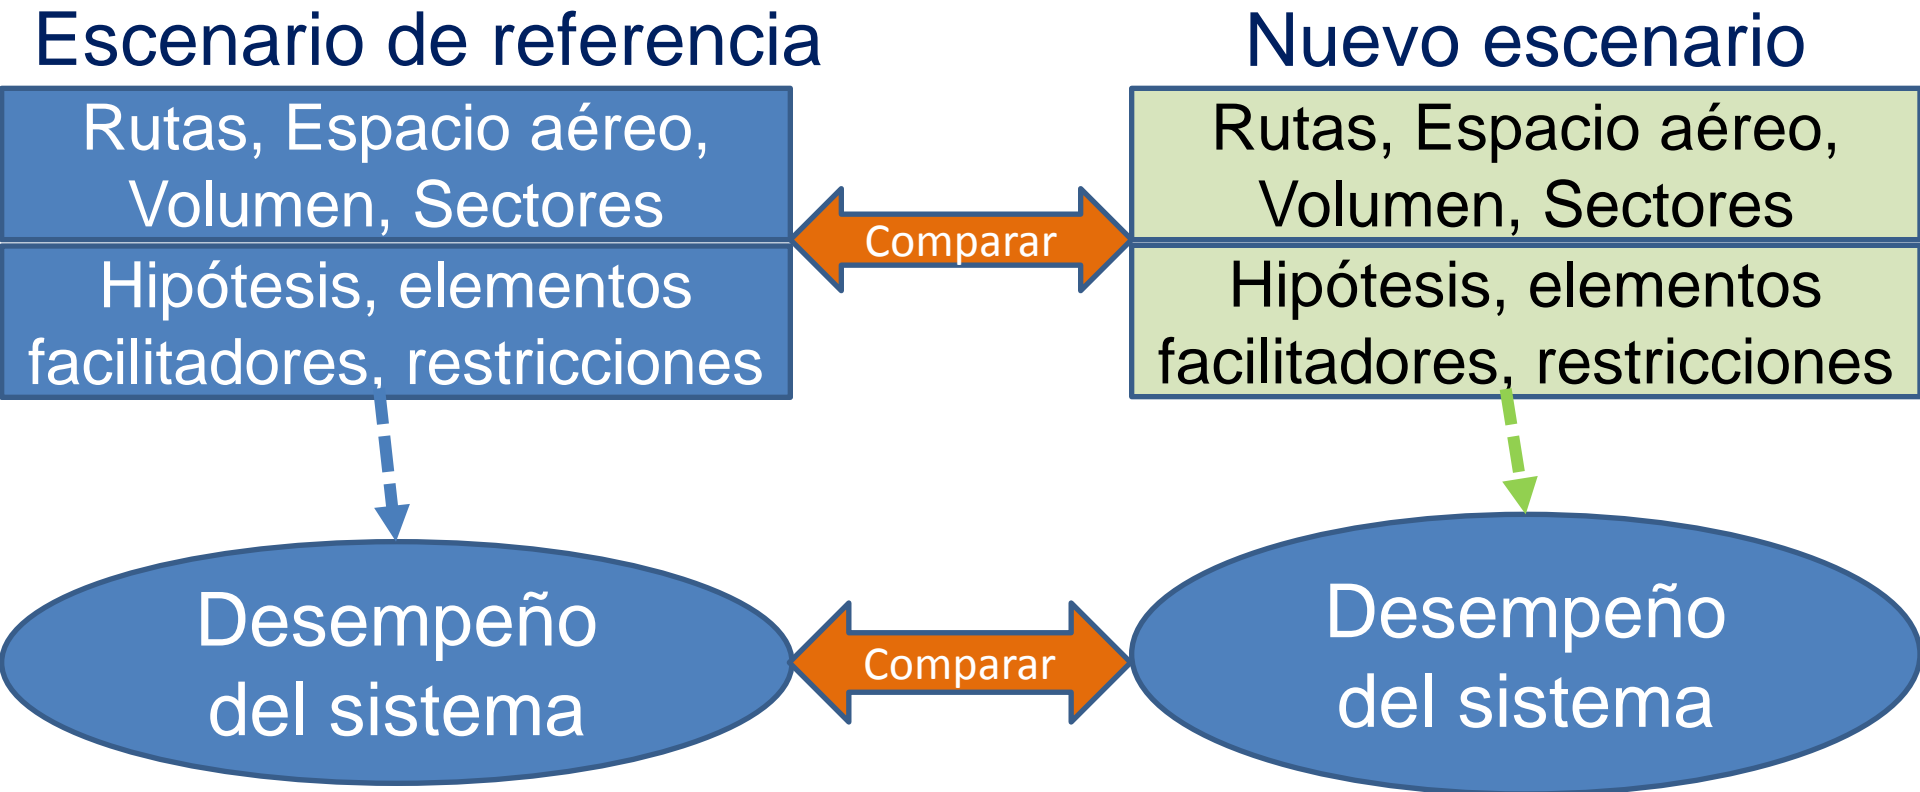 Escenario de referencia
Rutas, Espacio aéreo,
Volumen, Sectores
Hipótesis, elementos
facilitadores, restricciones
Comparar
Nuevo escenario
Rutas, Espacio aéreo,
Volumen, Sectores
Hipótesis, elementos
facilitadores, restricciones
Desempeño
del sistema
Comparar
Desempeño
del sistema